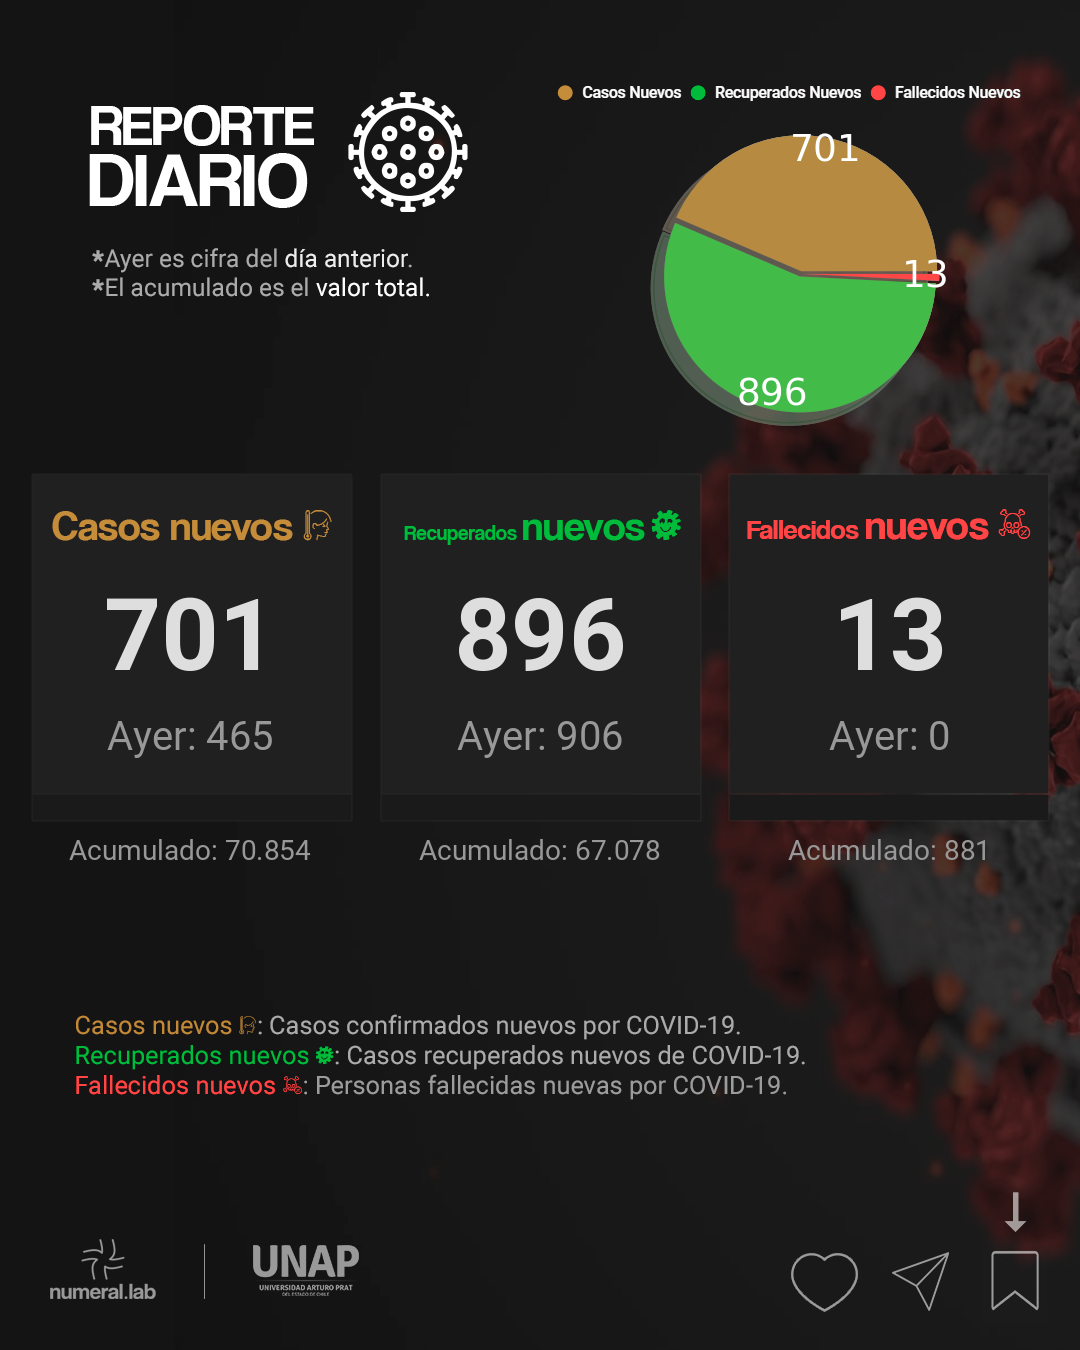 REPORTE
DIARIO
*Ayer es cifra del día anterior.
*El acumulado es el valor total.
Casos Nuevos Recuperados Nuevos Fallecidos Nuevos
701
13
896
Casos nuevos
701
Ayer: 465
Acumulado: 70.854
Recuperados nuevos
896
Ayer: 906
Acumulado: 67.078
Fallecidos nuevos
13
Ayer: 0
Acumulado: 881
Casos nuevos : Casos confirmados nuevos por COVID-19.
Recuperados nuevos : Casos recuperados nuevos de COVID-19.
Fallecidos nuevos : Personas fallecidas nuevas por COVID-19.
numeral.lab
UNAP
UNIVERSIDAD ARTURO PRAT
DEL ESTADO DE CHILE